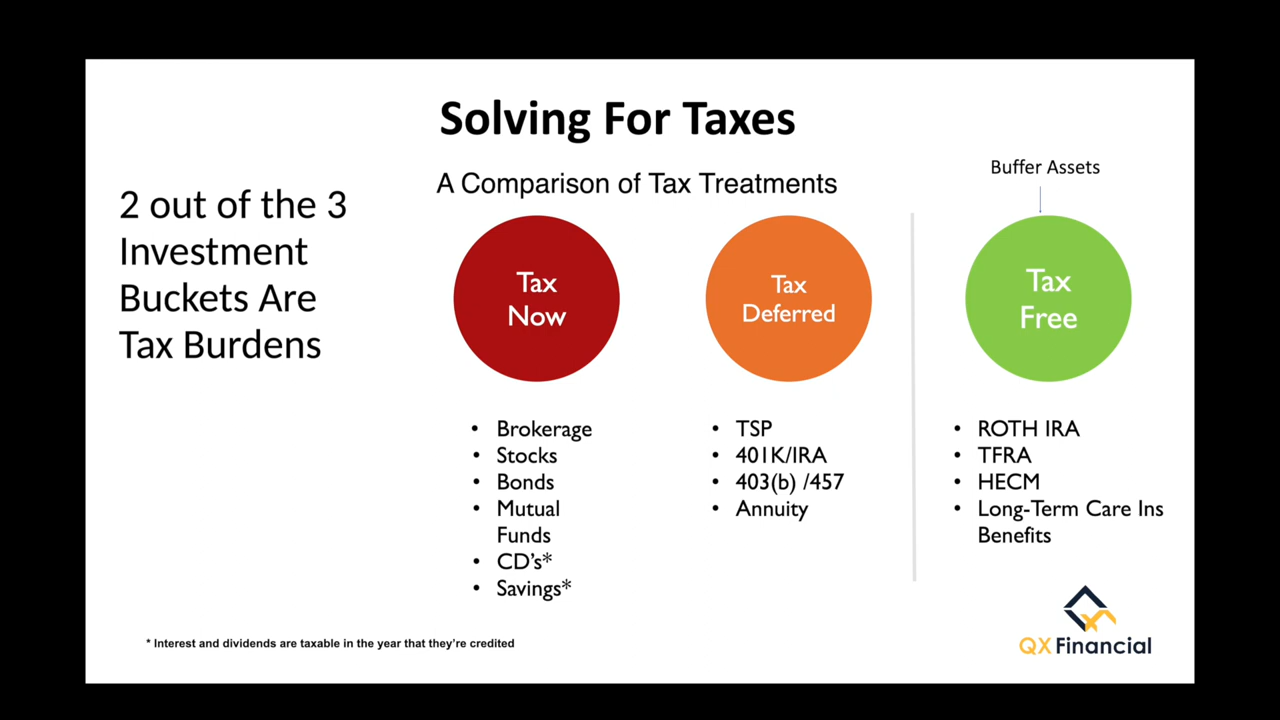 Solving For Taxes
A Comparison of Tax Treatments
Buffer Assets
2 out of the 3
Investment
Buckets Are
Tax Burdens
Tax
Now
Tax
Deferred
Tax
Free
• Brokerage
• Stocks
• Bonds
• Mutual
Funds
• CD's*
• Savings*
• TSP
• 401K/IRA
• 403(b) /457
• Annuity
• ROTH IRA
• TFRA
• HECM
• Long-Term Care Ins
Benefits
* Interest and dividends are taxable in the year that they're credited
QX Financial